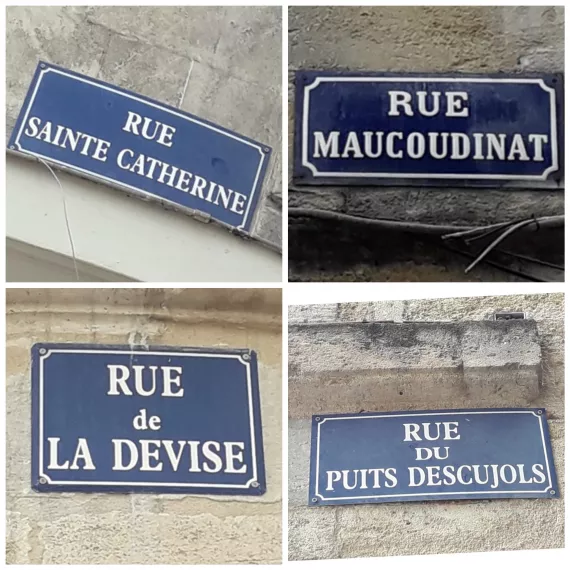 RUE
SAINTE CATHERINE
RUE
MAUCOUDINAT
RUE
de
LA DEVISE
RUE
DU
PUITS DESCUJOLS